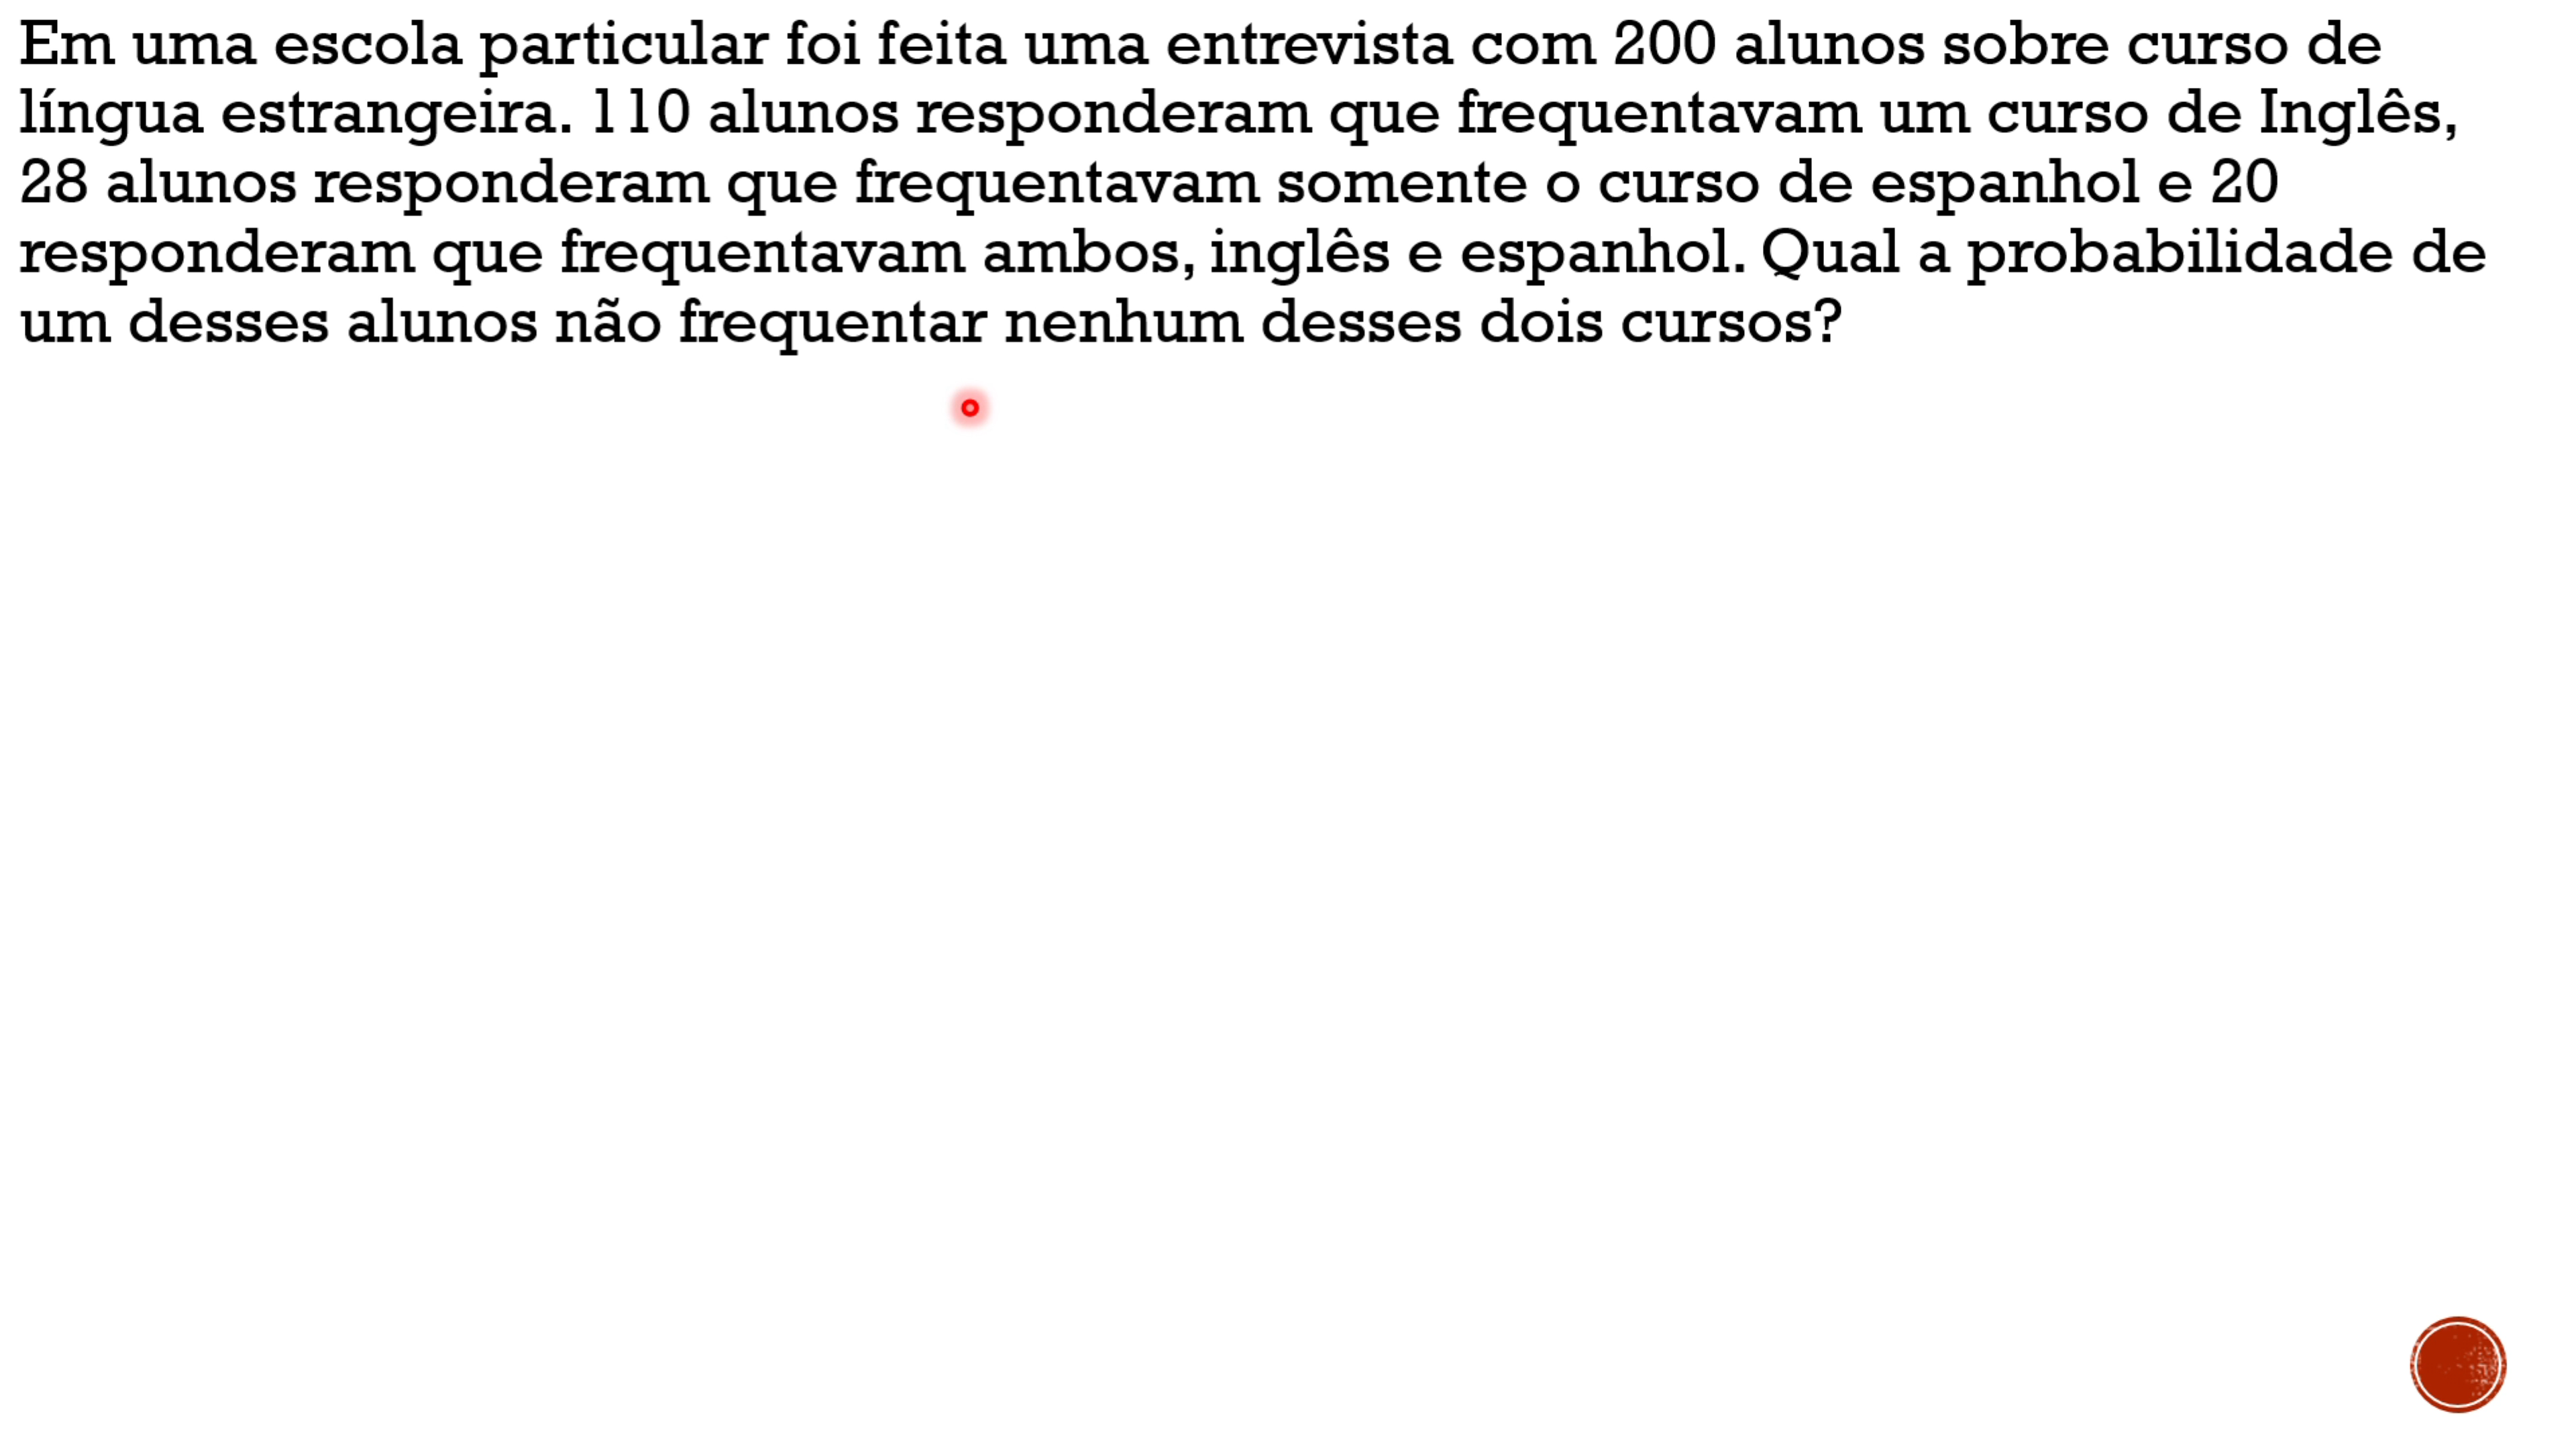 Em uma escola particular foi feita uma entrevista com 200 alunos sobre curso de
língua estrangeira. 110 alunos responderam que frequentavam um curso de Inglês,
28 alunos responderam que frequentavam somente o curso de espanhol e 20
responderam que frequentavam ambos, inglês e espanhol. Qual a probabilidade de
um desses alunos não frequentar nenhum desses dois cursos?